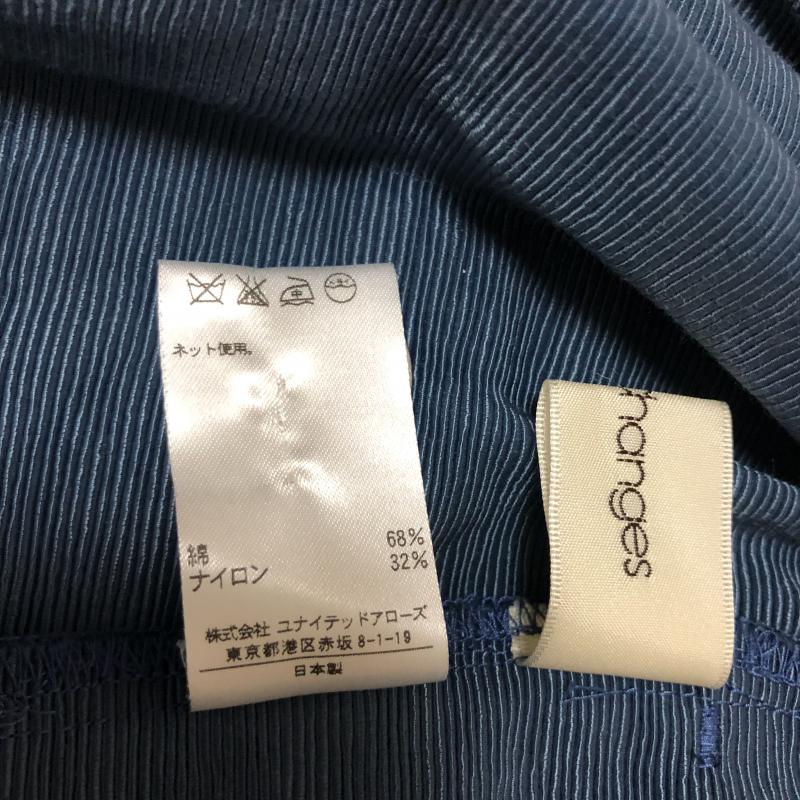 中
ネット使用。
綿 68%
ナイロン 32%
株式会社 ユナイテッドアローズ
東京都港区赤坂 8-1-19
日本製
hanges